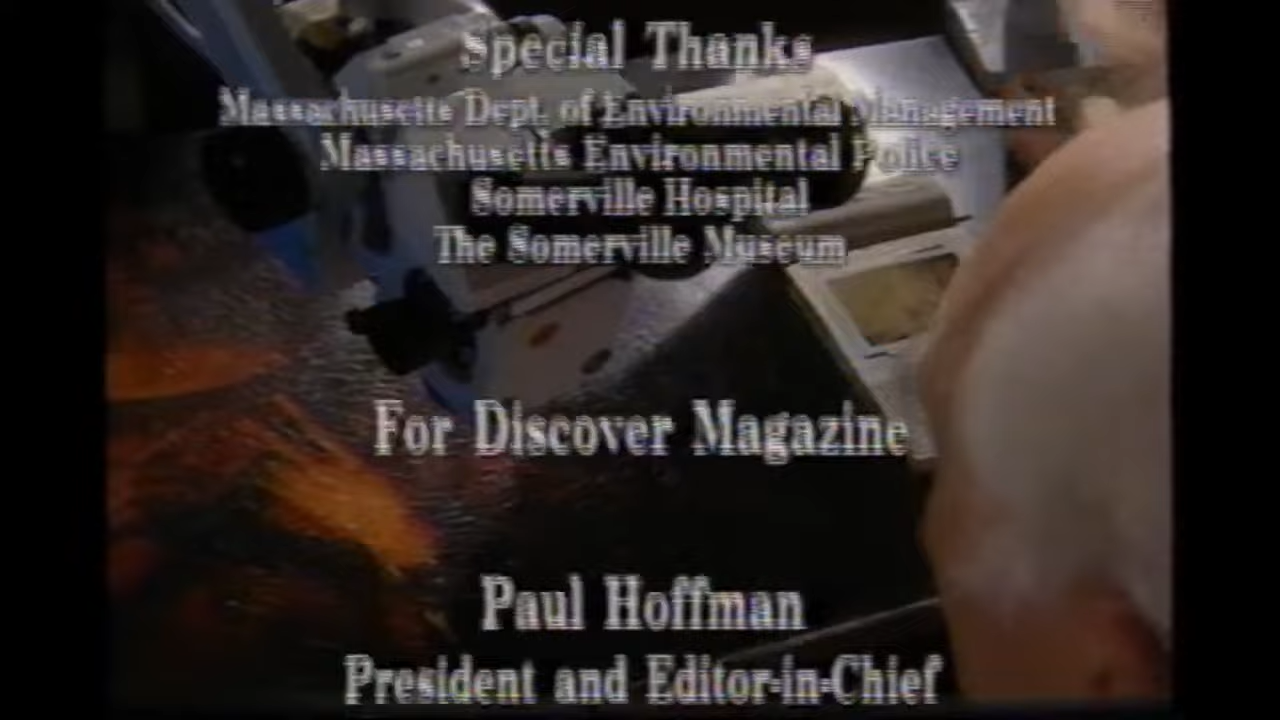 Special Thanks
Massachusetts Dept. of Environmental Management
Massachusetts Environmental Police
Somerville Hospital
The Somerville Museum
For Discover Magazine
Paul Hoffman
President and Editor-in-Chief